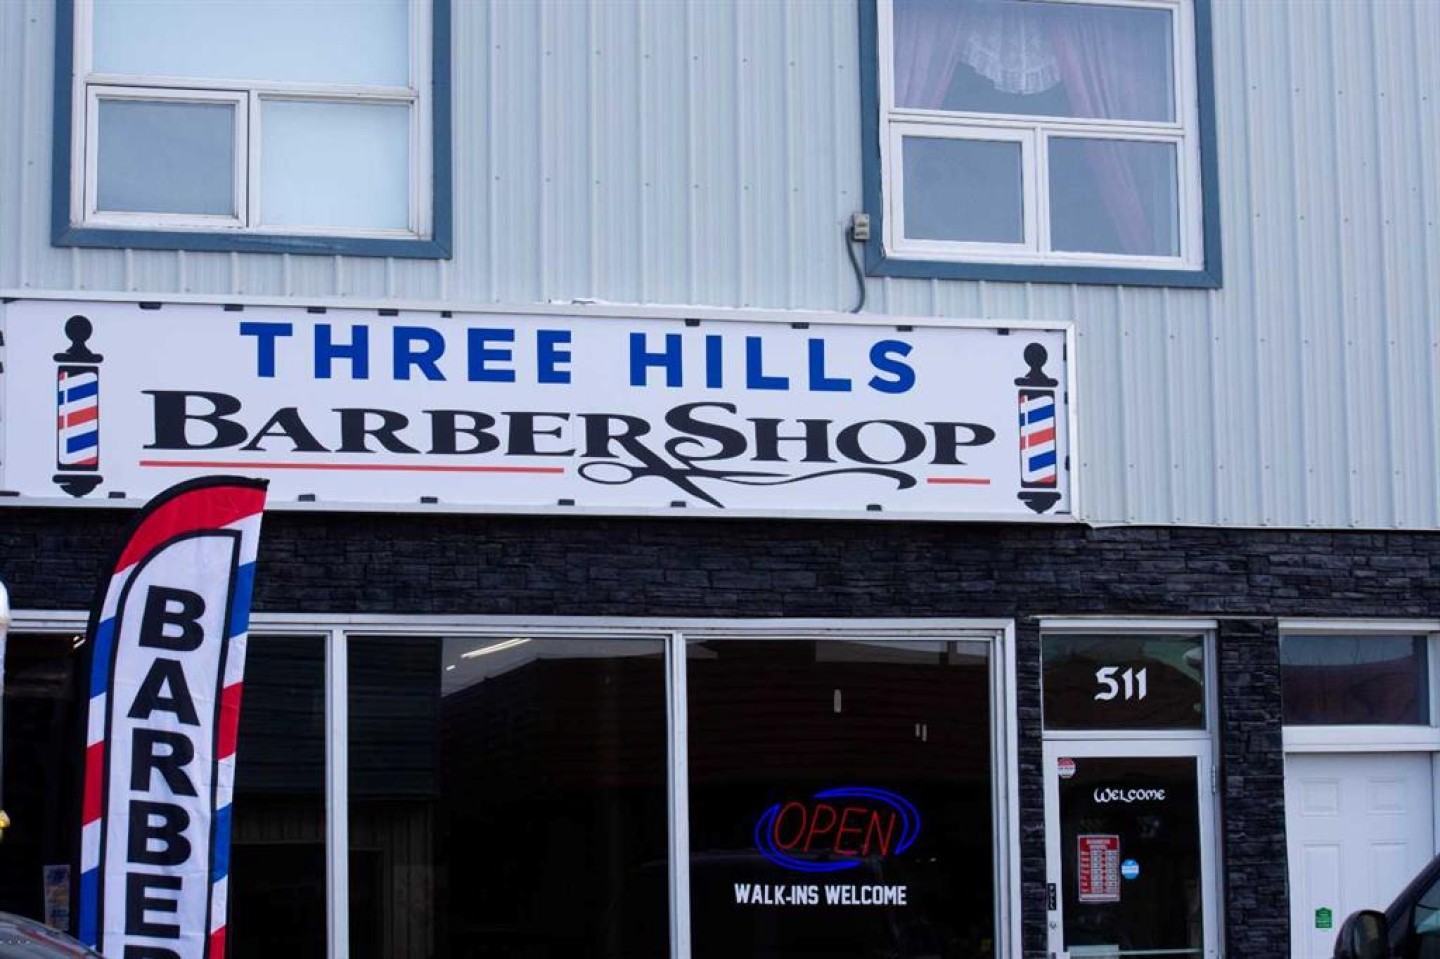 THREE HILLS
BARBERSHOP
BARBER
511
WELCOME
OPEN
WALK-INS WELCOME